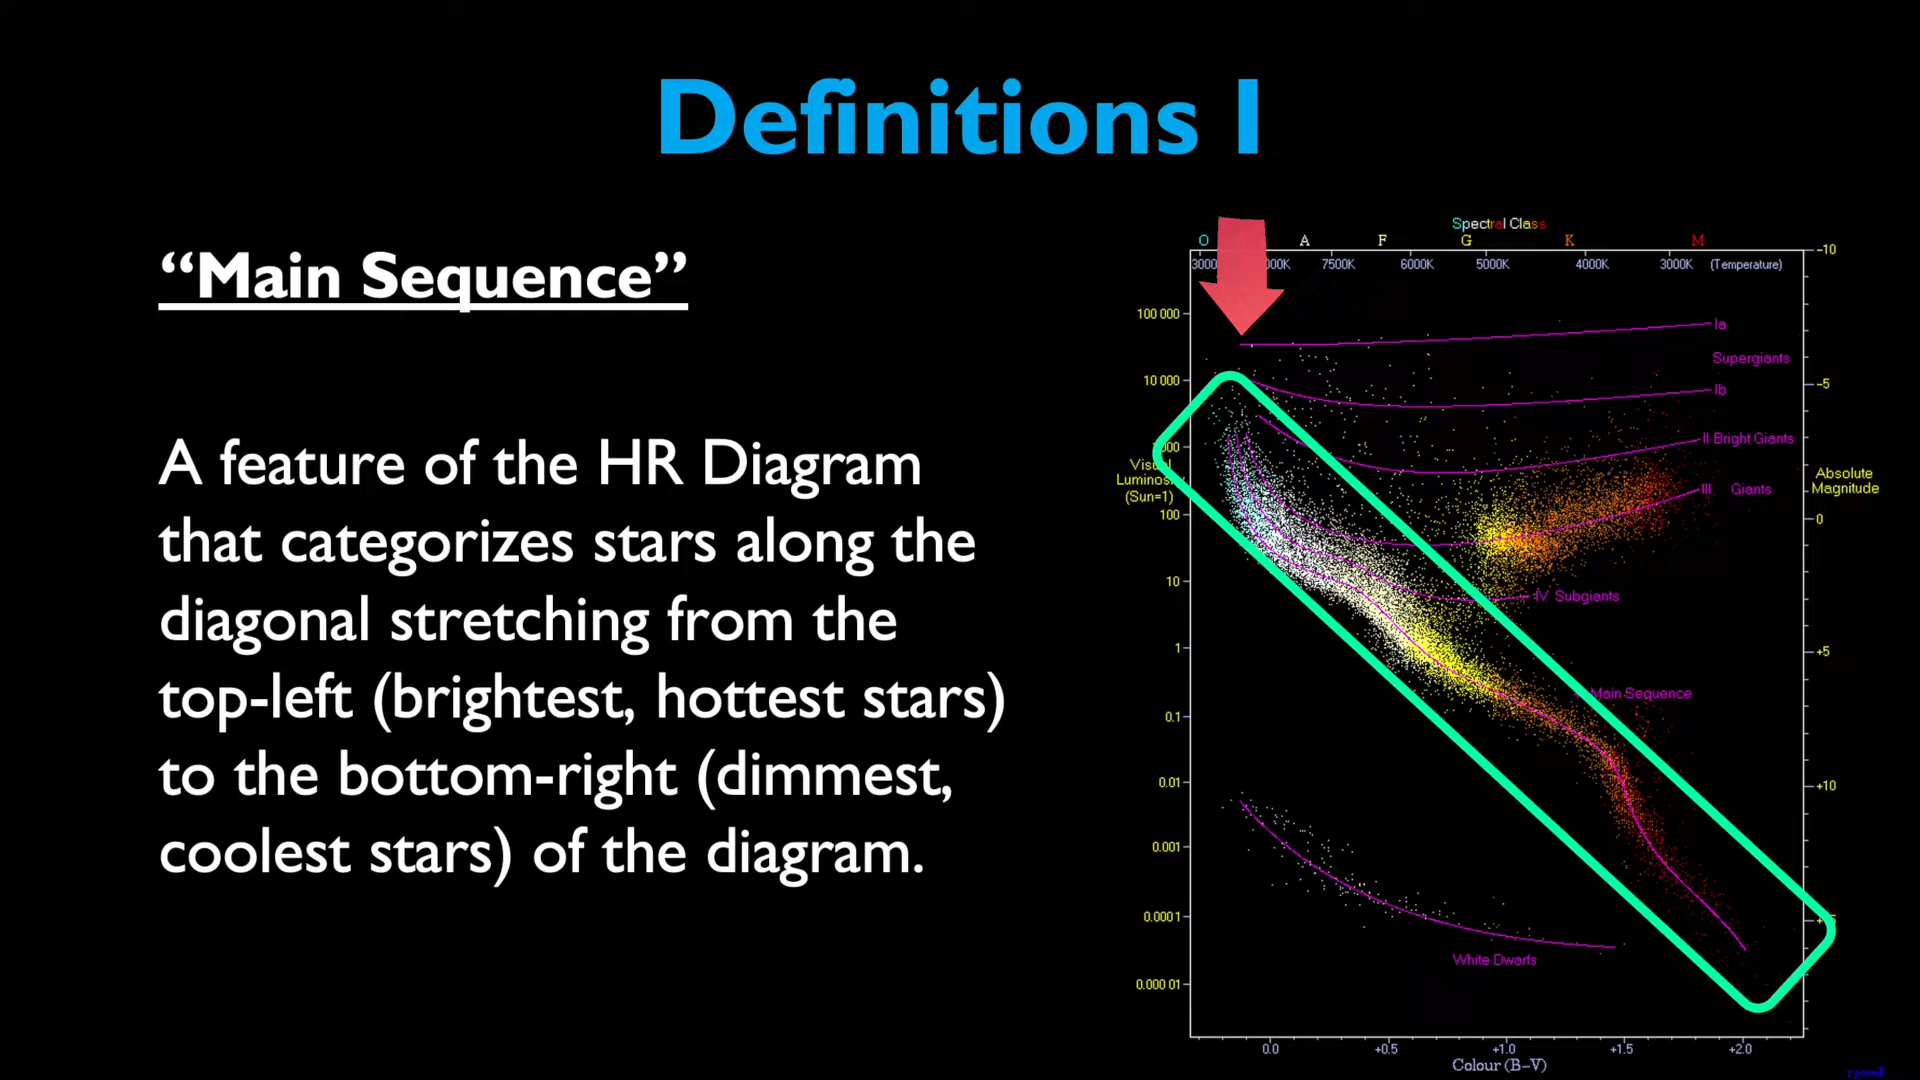 Definitions I
“Main Sequence”
A feature of the HR Diagram
that categorizes stars along the
diagonal stretching from the
top-left (brightest, hottest stars)
to the bottom-right (dimmest,
coolest stars) of the diagram.
Spectral Class
O A F G K M
7500K 6000K 5000K 4000K 3000K (Temperature)
100 000
10 000
100
10
1
0.1
0.01
0.001
0.0001
0.000 01
Visual
Luminosity
(Sun=1)
Ia
Supergiants
Ib
II Bright Giants
III Giants
IV Subgiants
Main Sequence
White Dwarfs
−10
−5
0
+5
+10
Absolute
Magnitude
0.0 +0.5 +1.0 +1.5 +2.0
Colour (B−V)